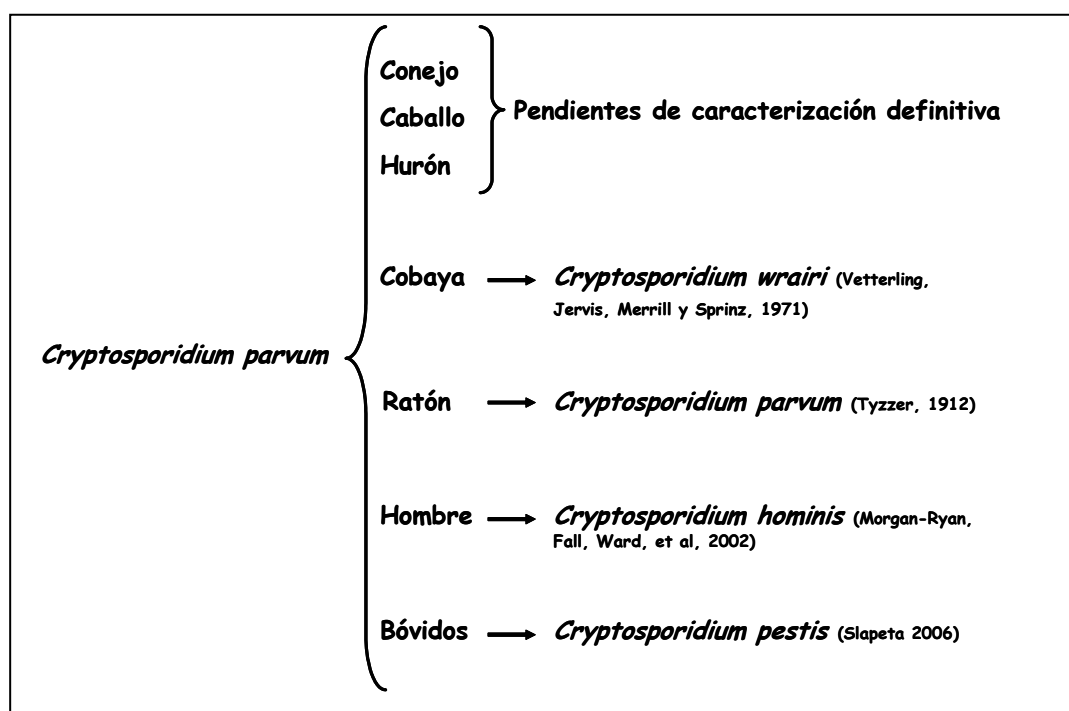 Conejo
Caballo
Hurón
Pendientes de caracterización definitiva
Cobaya
Cryptosporidium wrairi (Vetterling,
Jervis, Merrill y Sprinz, 1971)
Cryptosporidium parvum
Ratón
Cryptosporidium parvum (Tyzzer, 1912)
Hombre
Cryptosporidium hominis (Morgan-Ryan,
Fall, Ward, et al, 2002)
Bóvidos
Cryptosporidium pestis (Slapeta 2006)